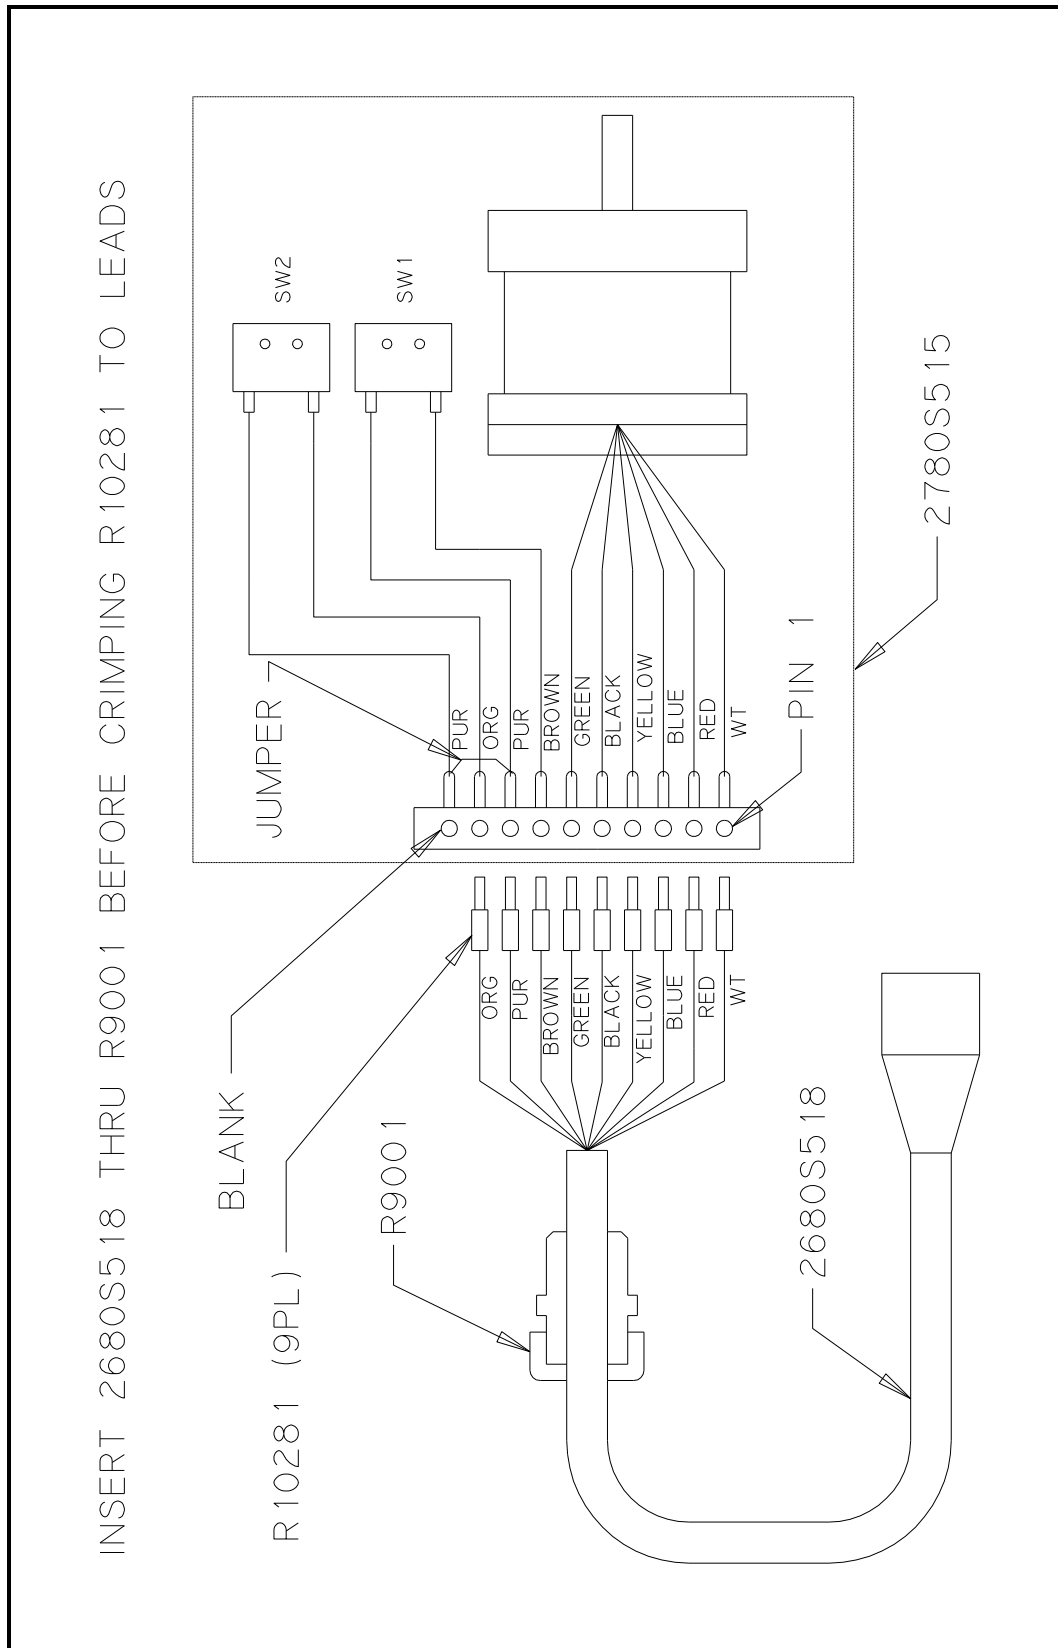 INSERT 2680S518 THRU R9001 BEFORE CRIMPING R10281 TO LEADS
SW2
SW1
JUMPER
PUR
ORG
PUR
BROWN
GREEN
BLACK
YELLOW
BLUE
RED
WT
PIN 1
2780S515
BLANK
R10281 (9PL)
ORG
PUR
BROWN
GREEN
BLACK
YELLOW
BLUE
RED
WT
R9001
2680S518